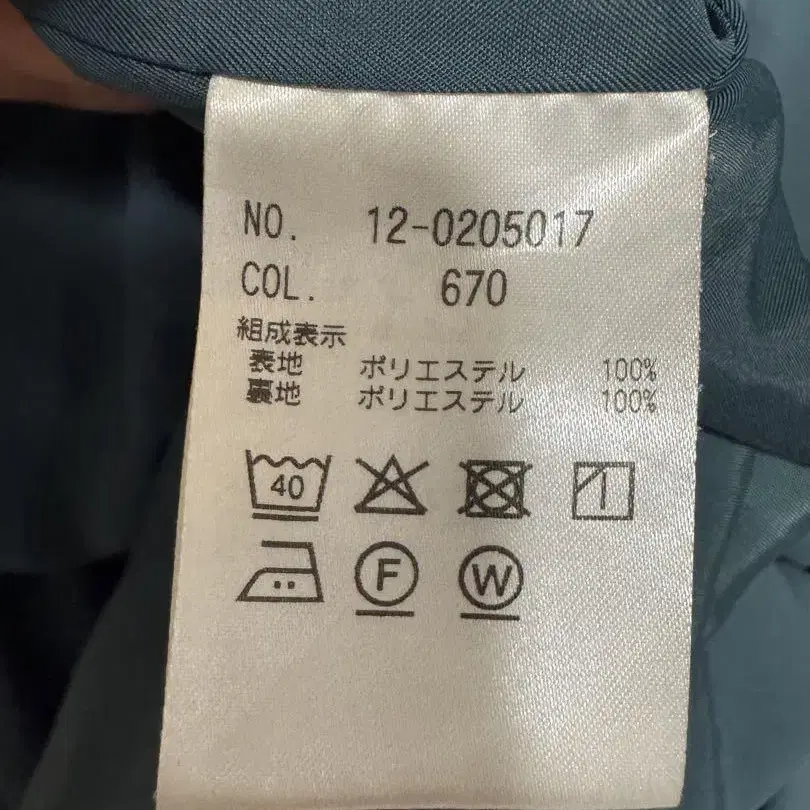 NO. 12-0205017
COL. 670
組成表示
表地 ポリエステル 100%
裏地 ポリエステル 100%
40
F W